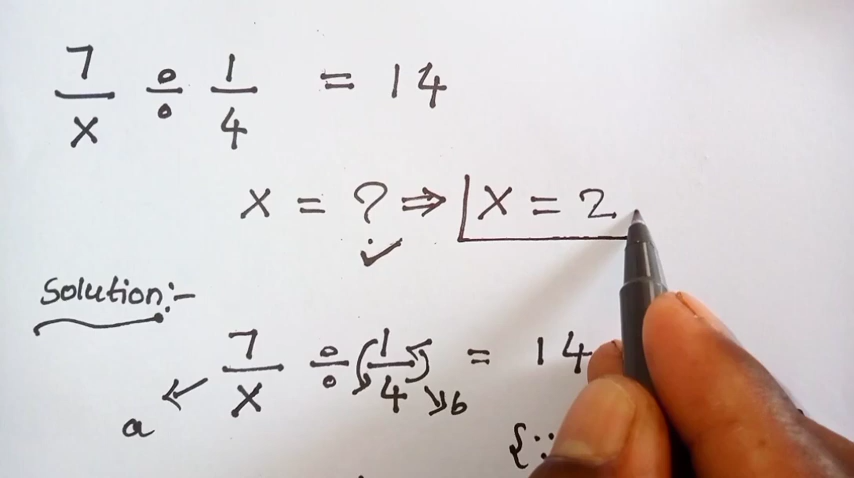 7/x ÷ 1/4 = 14
x = ? ⇒ x = 2
Solution:-
7/x ÷ 1/4 = 14
a b
{∵